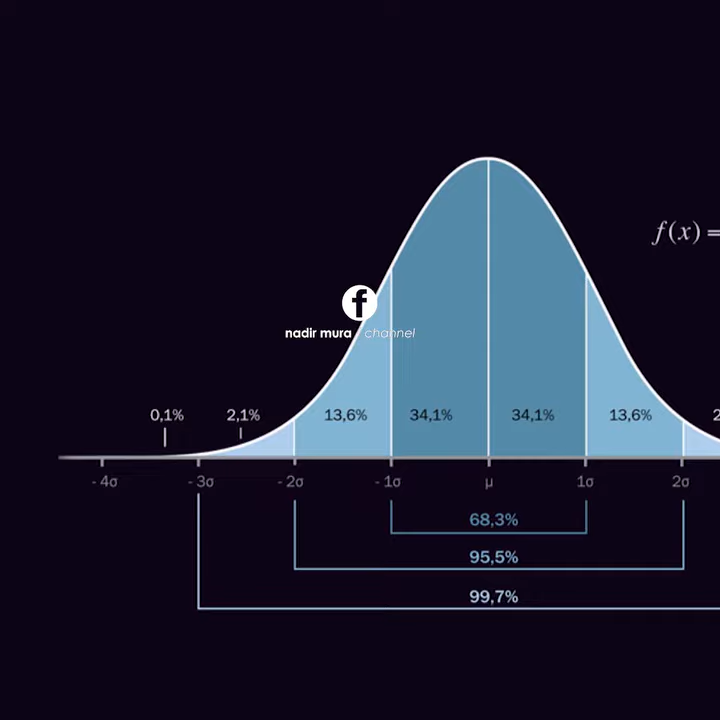 f(x) =
f
nadir mura / channel
0,1% 2,1% 13,6% 34,1% 34,1% 13,6% 2
- 4σ - 3σ - 2σ - 1σ μ 1σ 2σ
68,3%
95,5%
99,7%